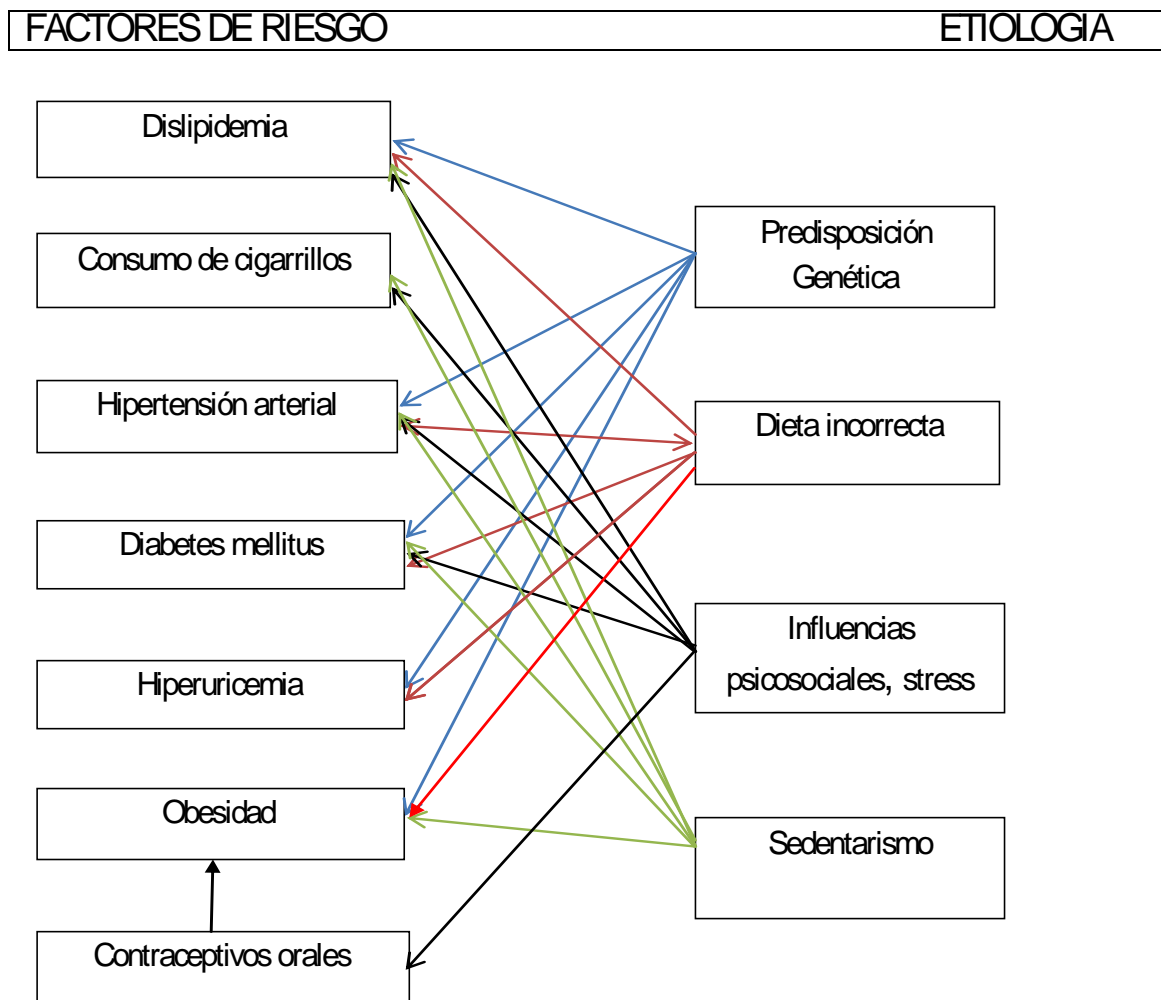 FACTORES DE RIESGO ETIOLOGIA
Dislipidemia
Consumo de cigarrillos
Hipertensión arterial
Diabetes mellitus
Hiperuricemia
Obesidad
Contraceptivos orales
Predisposición
Genética
Dieta incorrecta
Influencias
psicosociales, stress
Sedentarismo